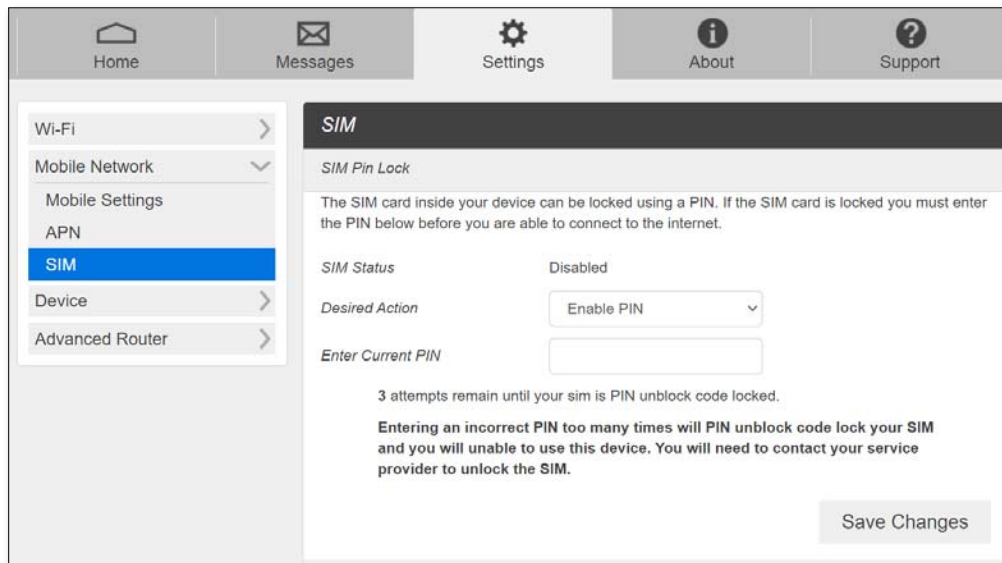 Home
Messages
Settings
About
Support
Wi-Fi
Mobile Network
Mobile Settings
APN
SIM
Device
Advanced Router
SIM
SIM Pin Lock
The SIM card inside your device can be locked using a PIN. If the SIM card is locked you must enter
the PIN below before you are able to connect to the internet.
SIM Status Disabled
Desired Action Enable PIN
Enter Current PIN
3 attempts remain until your sim is PIN unblock code locked.
Entering an incorrect PIN too many times will PIN unblock code lock your SIM
and you will unable to use this device. You will need to contact your service
provider to unlock the SIM.
Save Changes